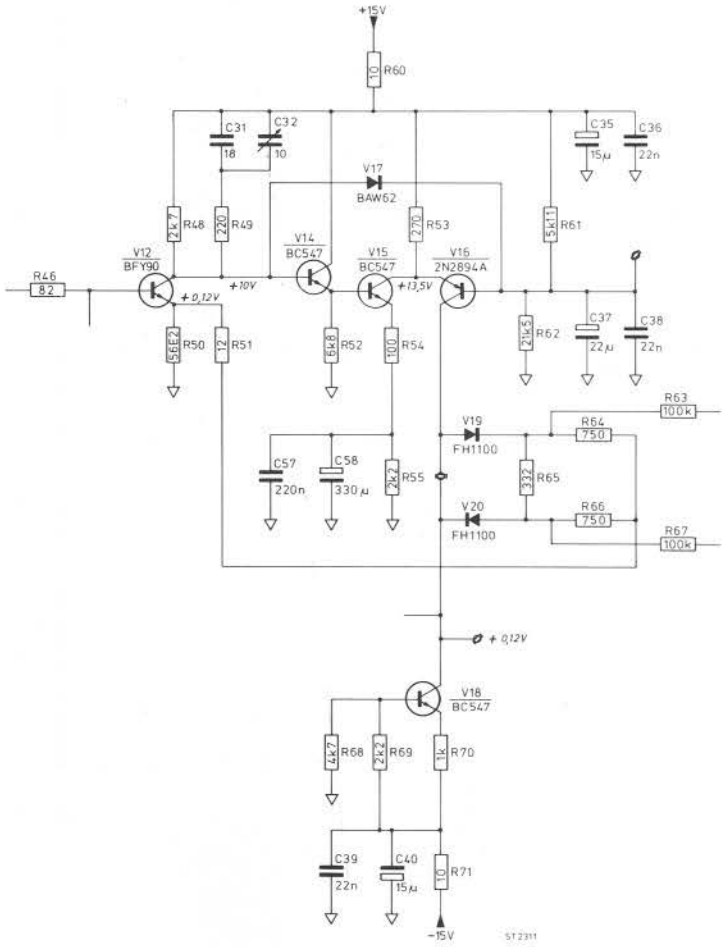 +15V
10 R60
C31
18
C32
10
C35
15µ
C36
22n
V17
BAW62
2k7 R48
220 R49
270 R53
5k11 R61
V12
BFY90
V14
BC547
V15
BC547
V16
2N2894A
R46
82
+0,12V
+10V
+13,5V
56E2 R50
12 R51
6k8 R52
100 R54
21k5 R62
C37
22µ
C38
22n
R63
100k
V19
FH1100
R64
750
C57
220n
C58
330µ
2k2 R55
332 R65
V20
FH1100
R66
750
R67
100k
+ 0,12V
V18
BC547
4k7 R68
2k2 R69
1k R70
C39
22n
C40
15µ
10 R71
-15V
ST2311